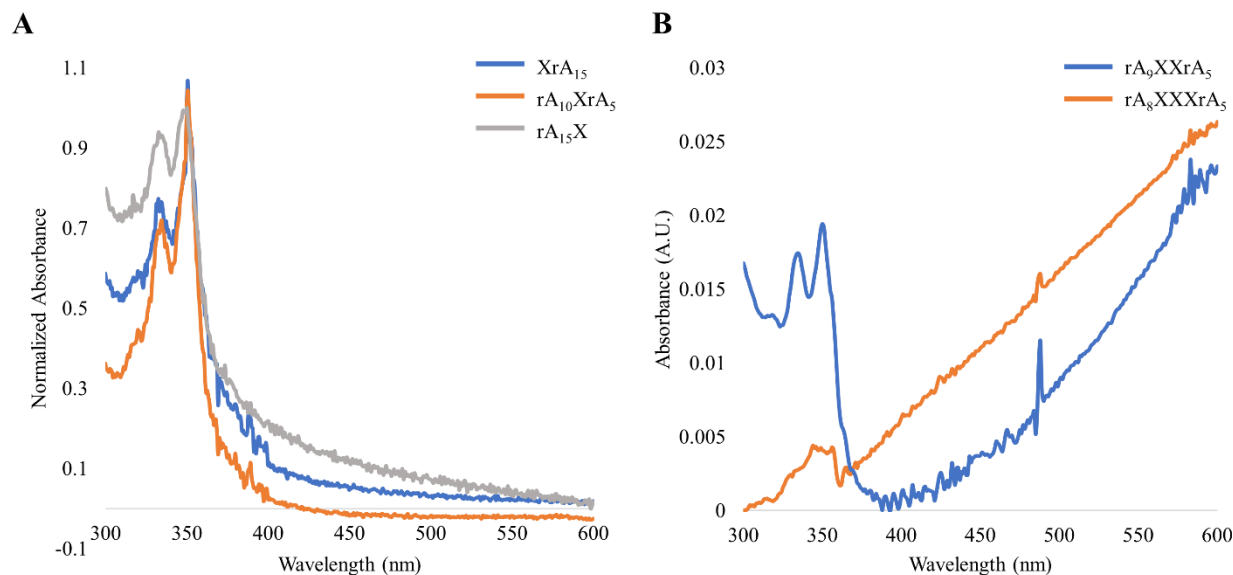 A
Normalized Absorbance
1.1
0.9
0.7
0.5
0.3
0.1
-0.1
300 350 400 450 500 550 600
Wavelength (nm)
XrA₁₅
rA₁₀XrA₅
rA₁₅X
B
Absorbance (A.U.)
0.03
0.025
0.02
0.015
0.01
0.005
0
300 350 400 450 500 550 600
Wavelength (nm)
rA₉XXrA₅
rA₈XXXrA₅